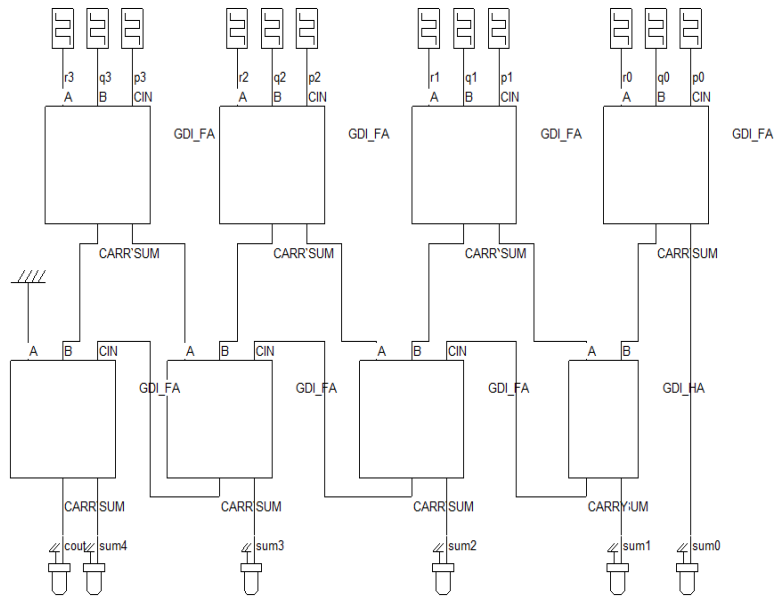 r3 q3 p3 r2 q2 p2 r1 q1 p1 r0 q0 p0
A B CIN A B CIN A B CIN A B CIN
GDI_FA GDI_FA GDI_FA GDI_FA
CARR SUM CARR SUM CARR SUM CARR SUM
A B CIN A B CIN A B CIN A B
GDI_FA GDI_FA GDI_FA GDI_HA
CARR SUM CARR SUM CARR SUM CARRY UM
cout sum4 sum3 sum2 sum1 sum0